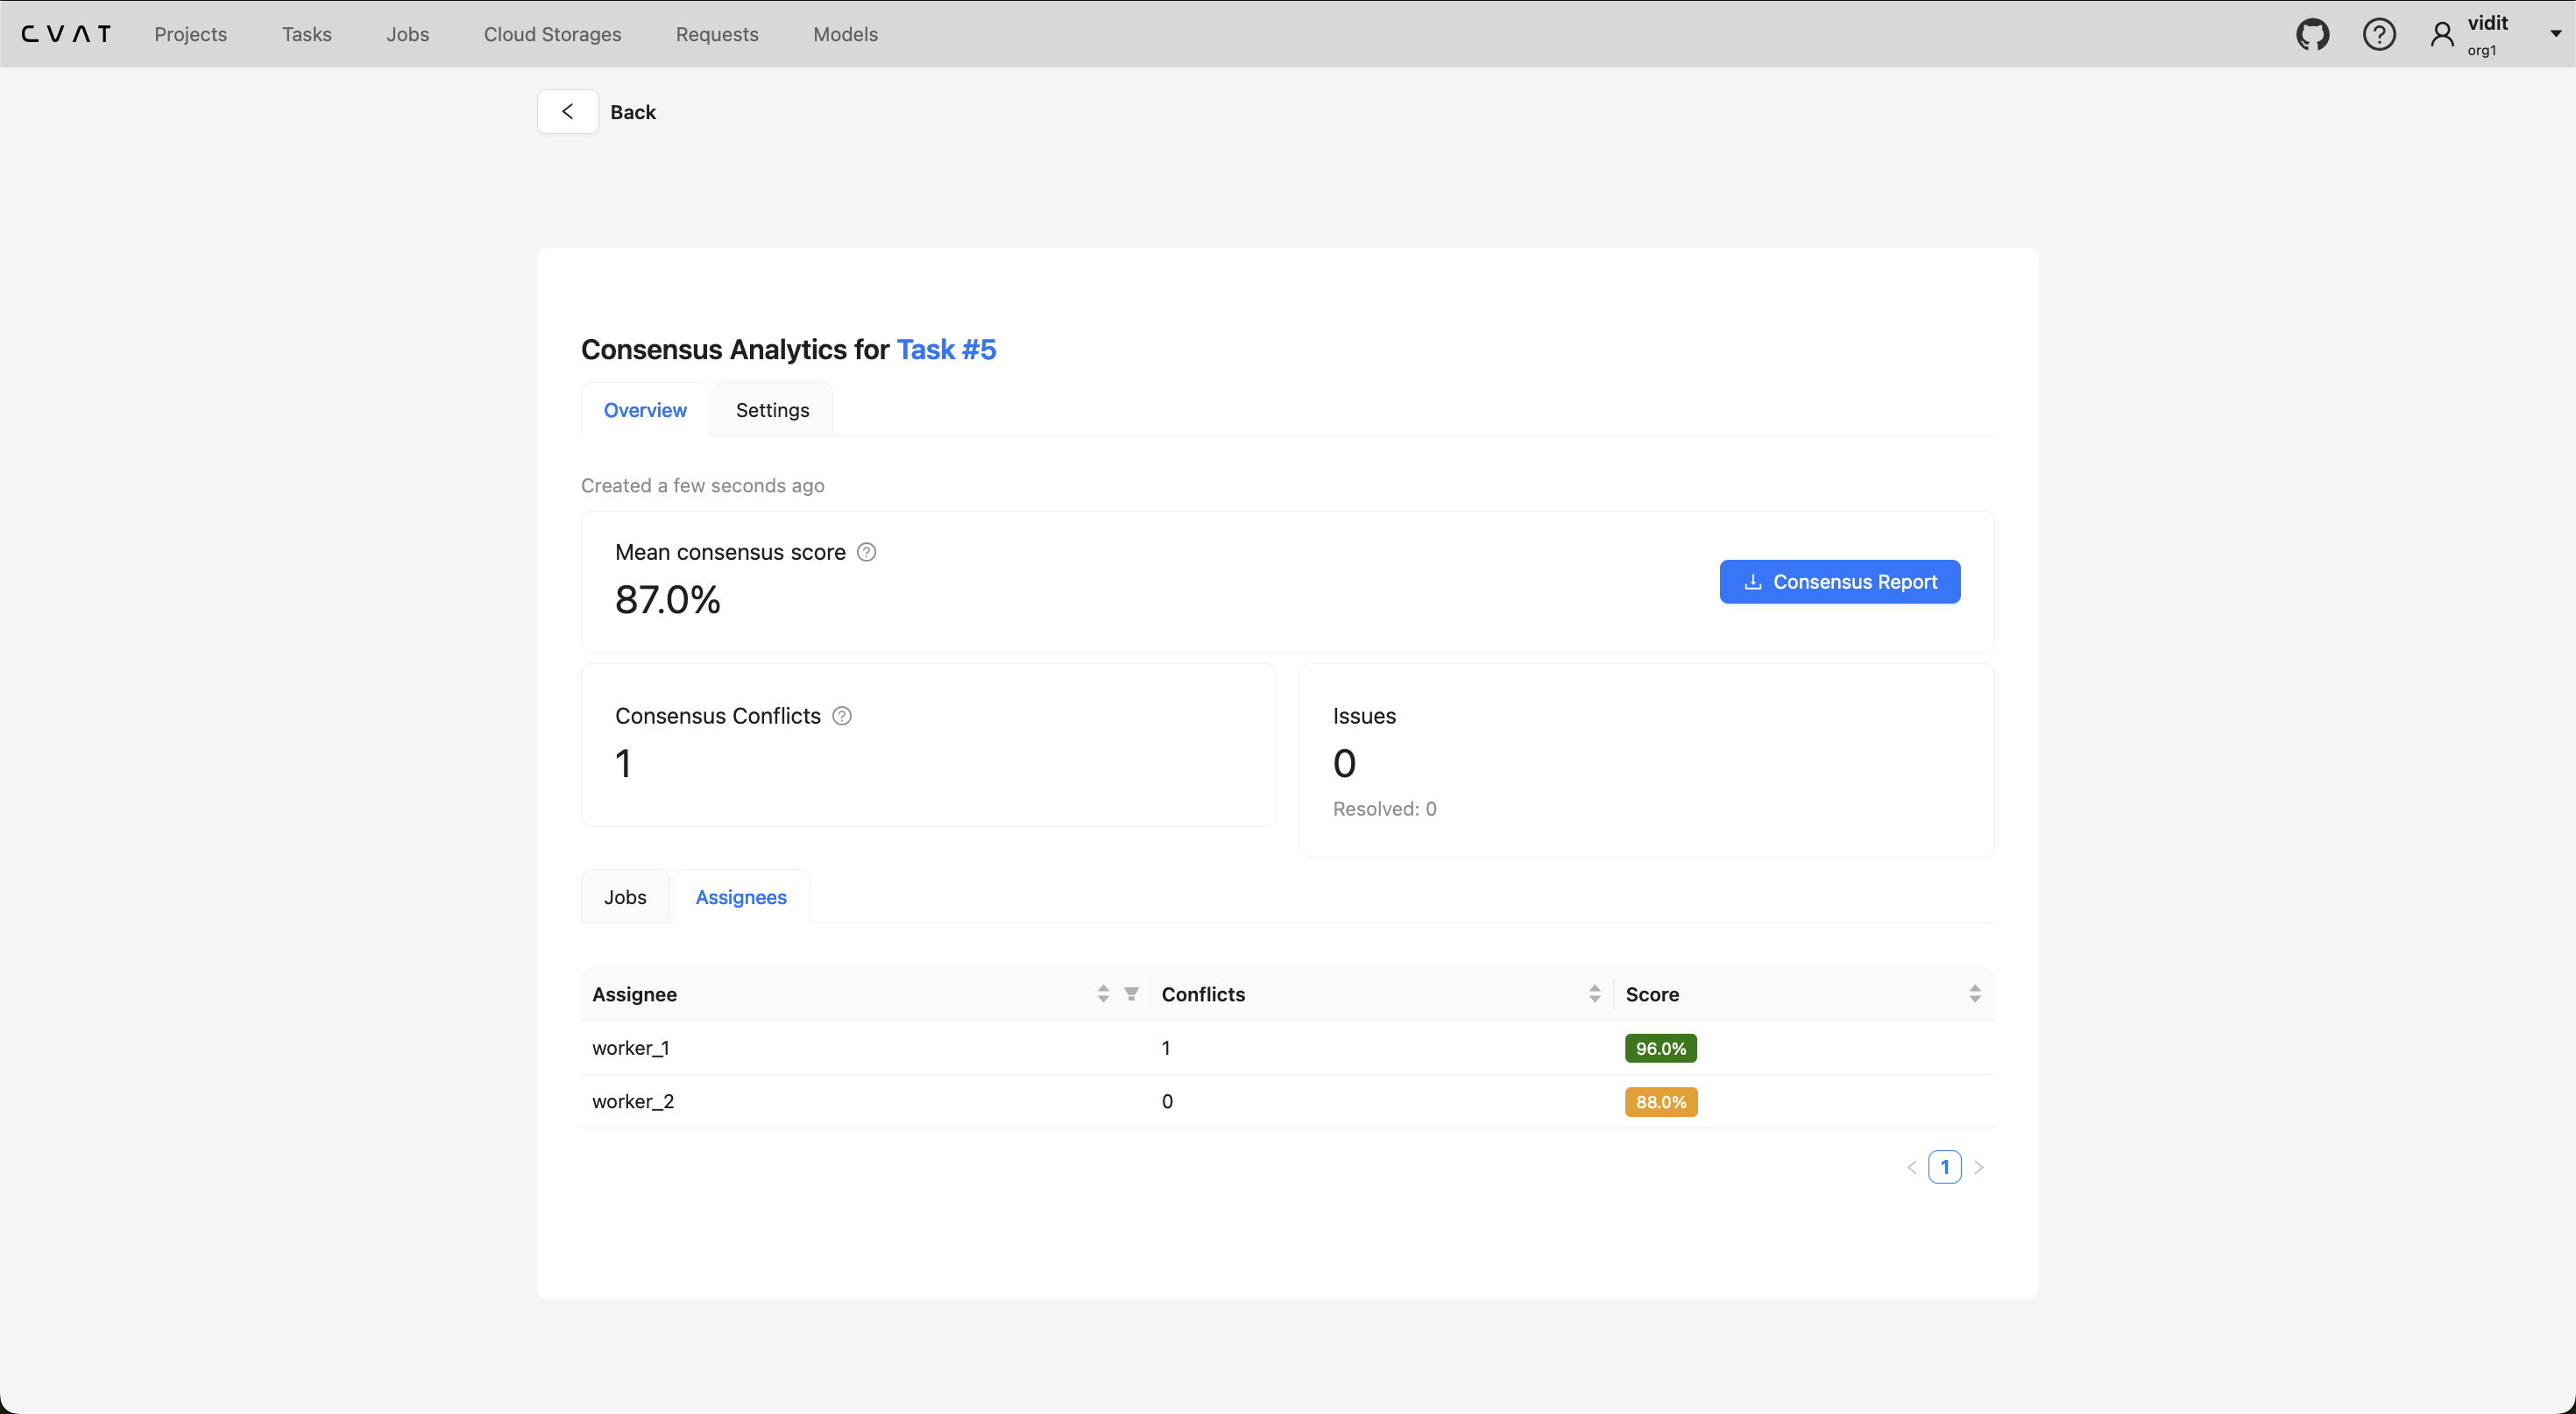 CVAT Projects Tasks Jobs Cloud Storages Requests Models vidit
org1
Back
Consensus Analytics for Task #5
Overview Settings
Created a few seconds ago
Mean consensus score
87.0%
Consensus Report
Consensus Conflicts
1
Issues
0
Resolved: 0
Jobs Assignees
Assignee Conflicts Score
worker_1 1 96.0%
worker_2 0 88.0%
1